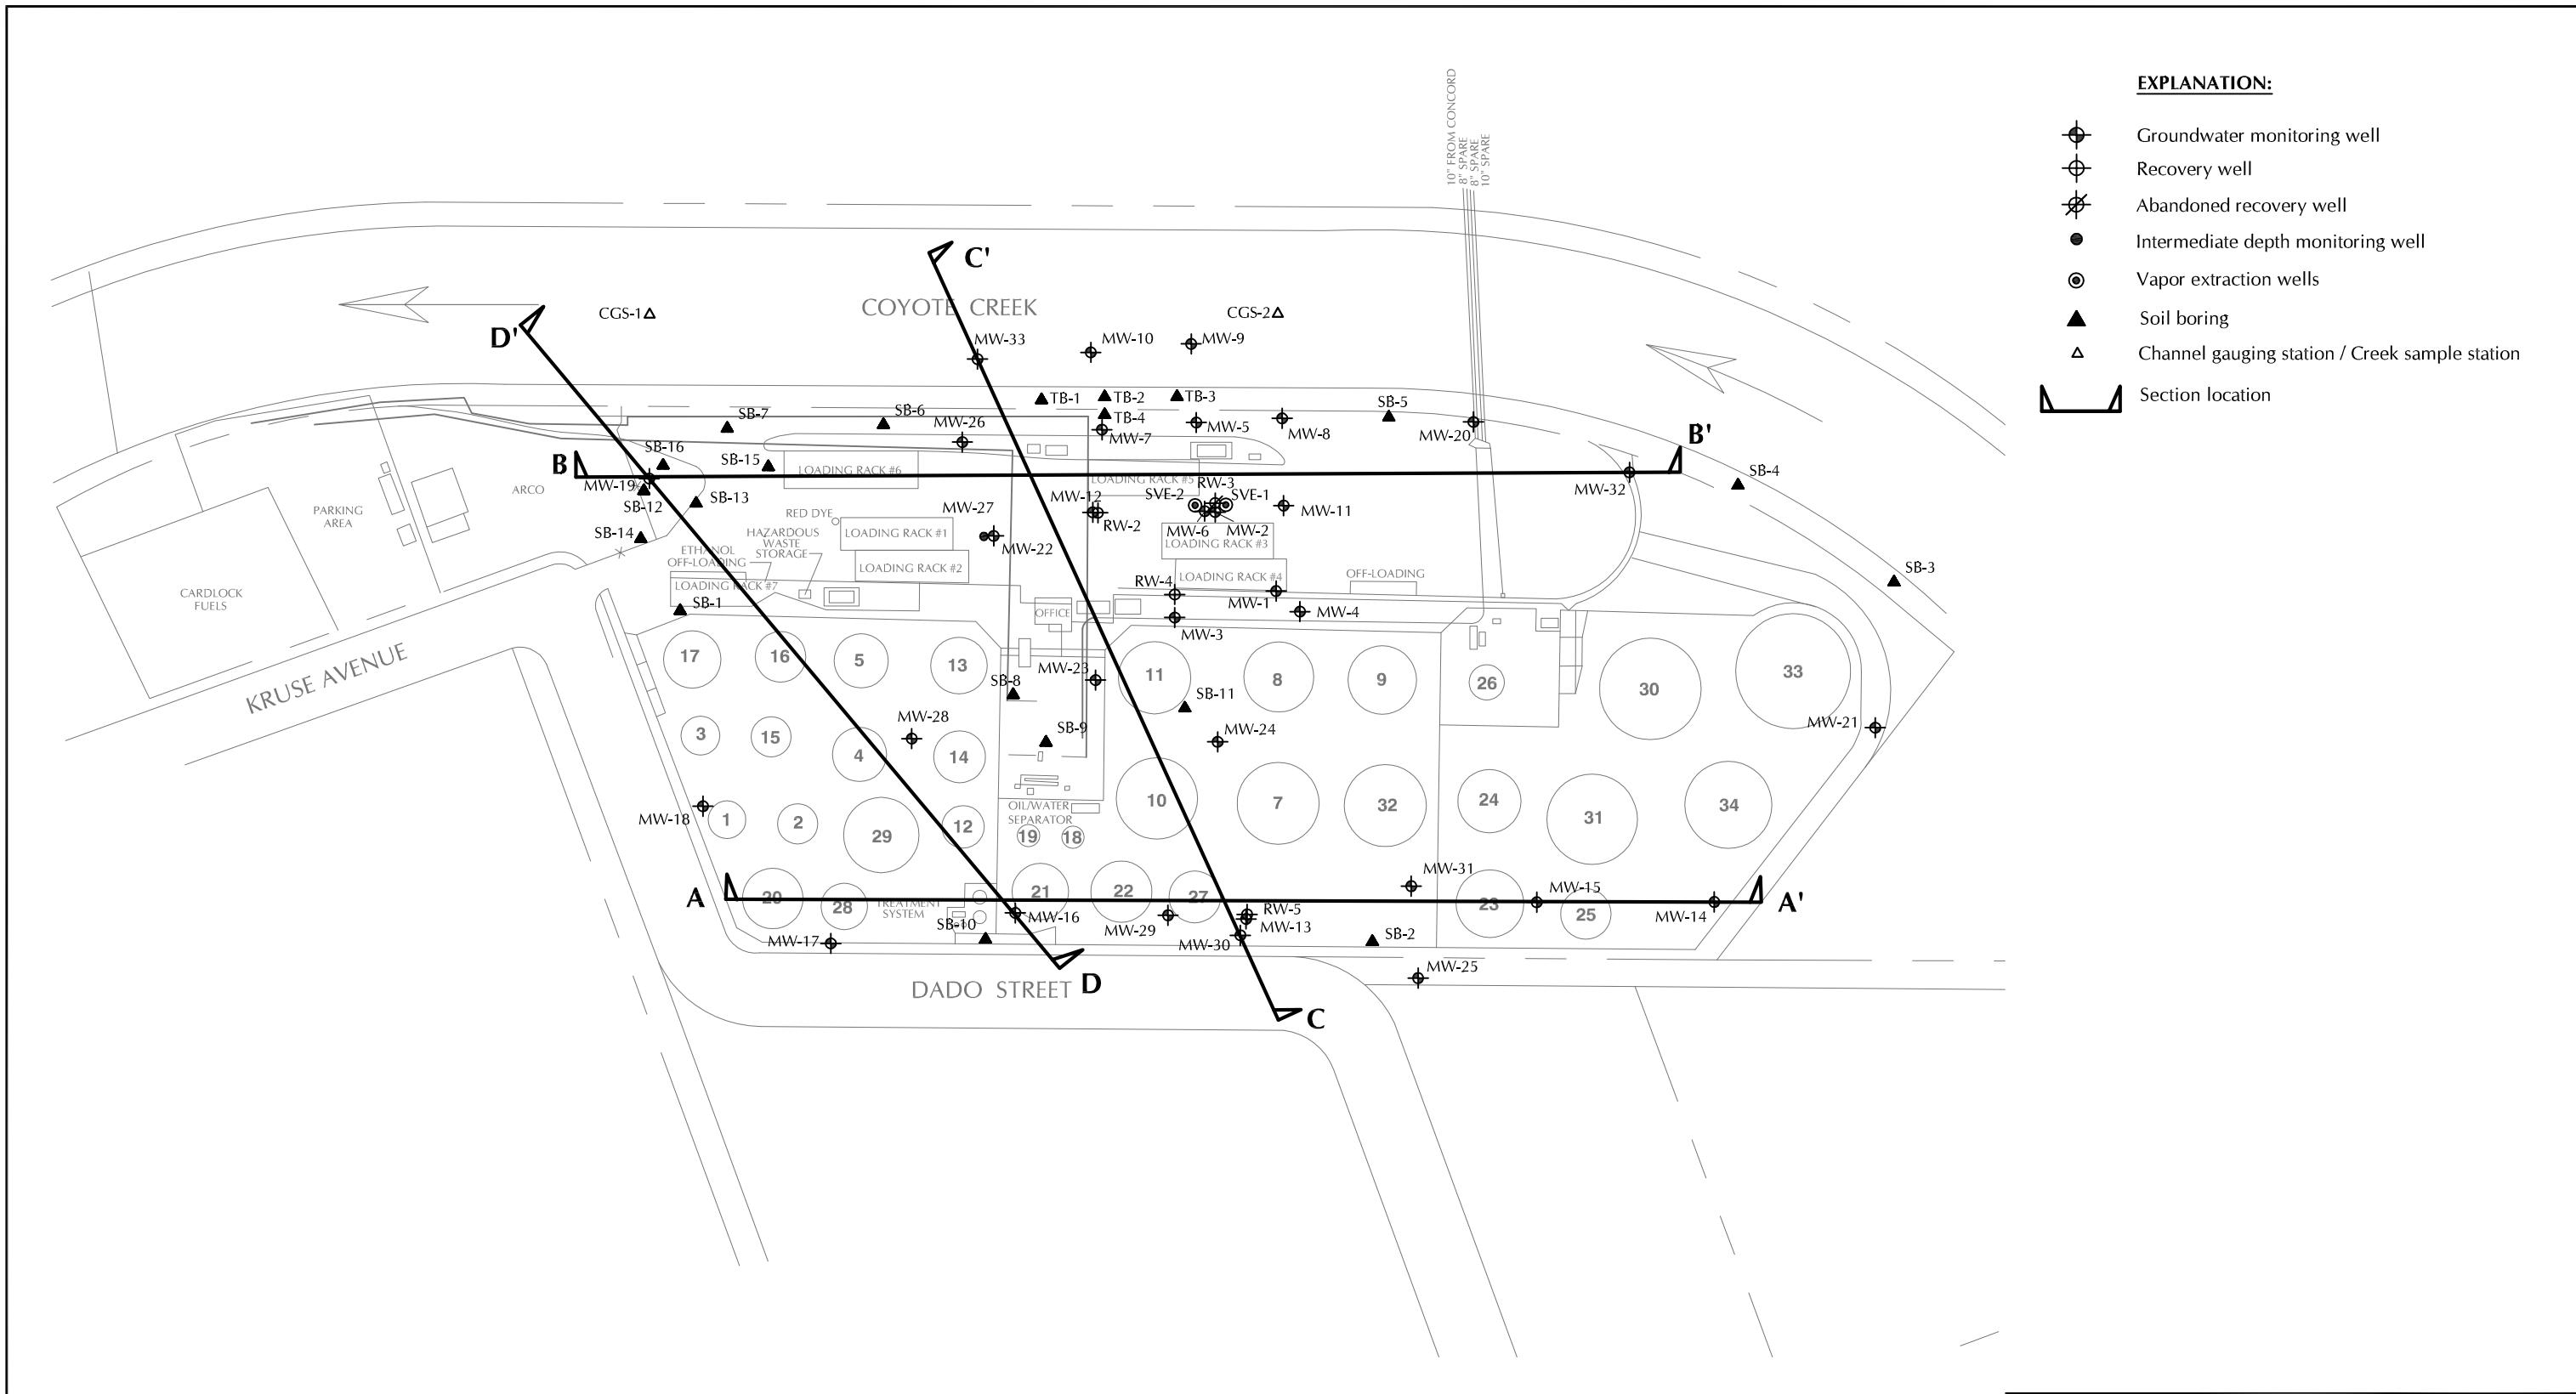 EXPLANATION:
Groundwater monitoring well
Recovery well
Abandoned recovery well
Intermediate depth monitoring well
Vapor extraction wells
Soil boring
Channel gauging station / Creek sample station
Section location
10" FROM CONCORD
8" SPARE
8" SPARE
10" SPARE
C'
COYOTE CREEK
CGS-1
CGS-2
D'
MW-33
MW-10
MW-9
TB-1
TB-2
TB-3
TB-4
SB-7
SB-6
MW-26
MW-7
MW-5
MW-8
SB-5
MW-20
B
B'
SB-16
SB-15
LOADING RACK #6
LOADING RACK #5
MW-19
SB-12
SB-13
SB-14
ARCO
PARKING
AREA
CARDLOCK
FUELS
KRUSE AVENUE
RW-3
SVE-2
SVE-1
MW-12
RW-2
MW-6
MW-2
MW-11
MW-32
SB-4
SB-3
MW-27
MW-22
RED DYE
HAZARDOUS
WASTE
STORAGE
ETHANOL
OFF-LOADING
LOADING RACK #1
LOADING RACK #2
LOADING RACK #3
LOADING RACK #4
LOADING RACK #7
OFF-LOADING
SB-1
OFFICE
RW-4
MW-1
MW-4
MW-3
17
16
5
13
MW-23
SB-8
11
SB-11
8
9
26
30
33
MW-21
3
15
4
MW-28
14
SB-9
MW-24
MW-18
1
2
29
12
OIL/WATER
SEPARATOR
19
18
10
7
32
24
31
34
A
20
28
TREATMENT
SYSTEM
21
22
27
MW-31
23
MW-15
25
MW-14
A'
MW-17
SB-10
MW-16
MW-29
RW-5
MW-13
MW-30
SB-2
MW-25
DADO STREET
D
C